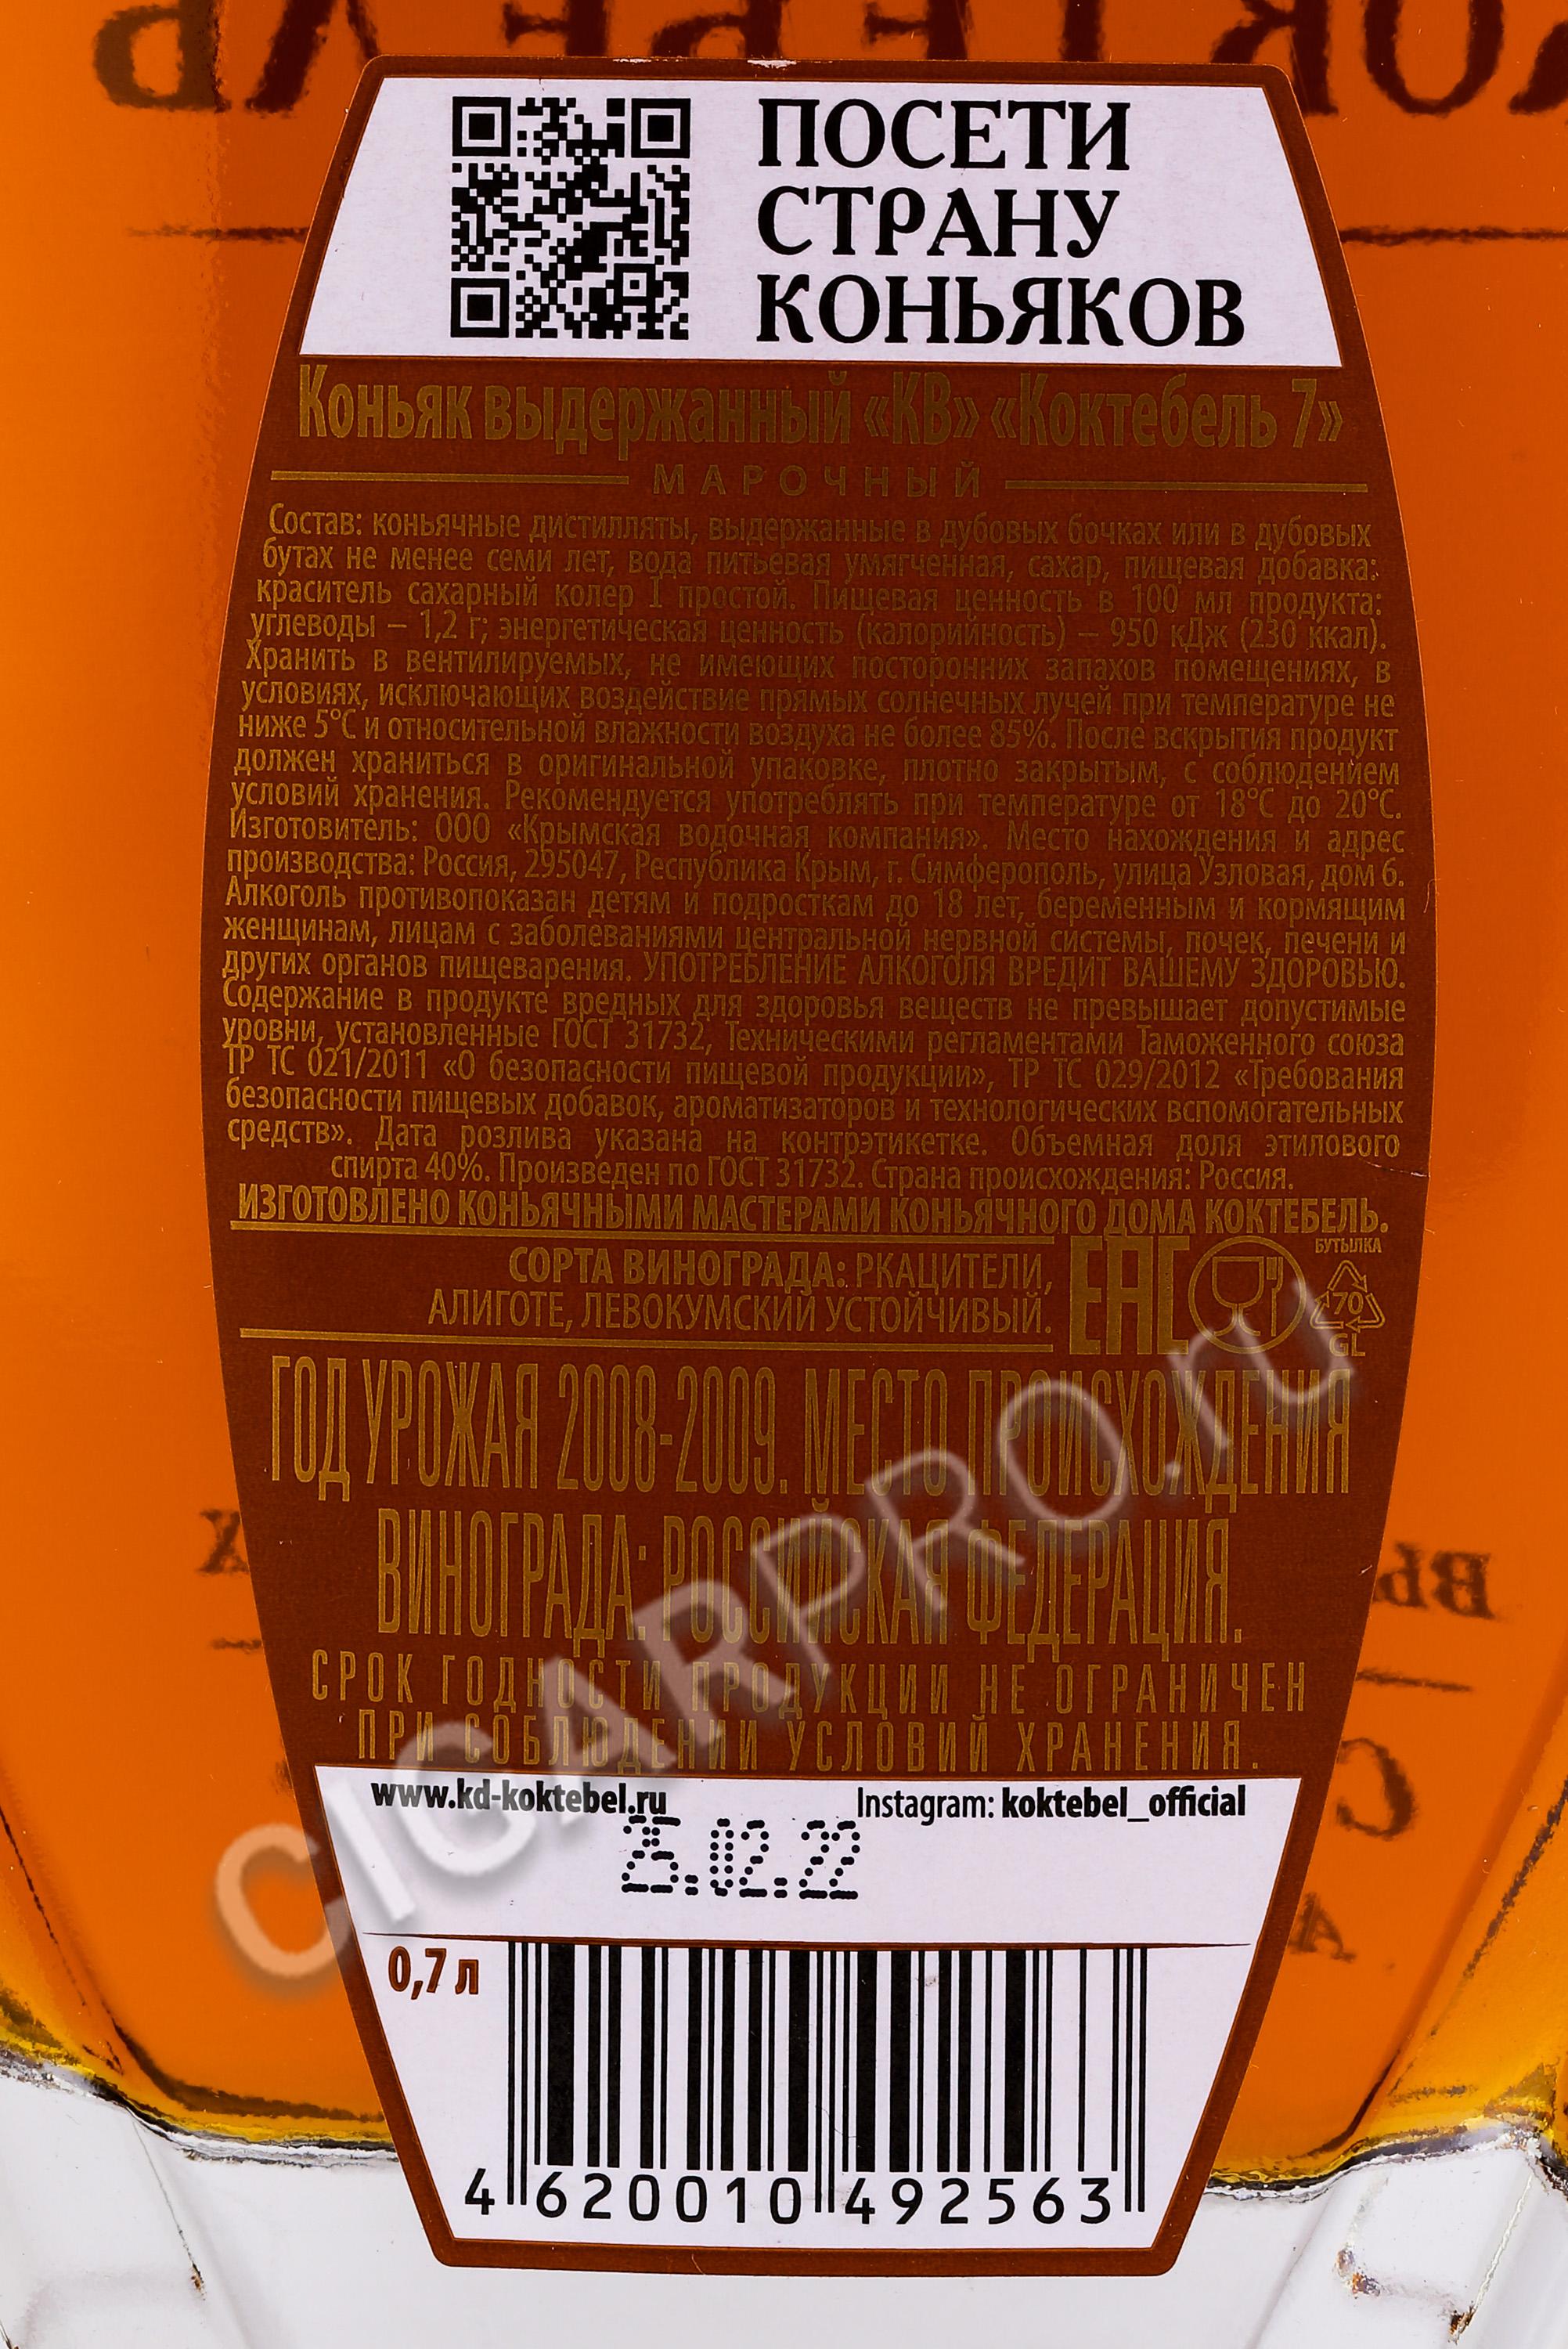 ПОСЕТИ
СТРАНУ
КОНЬЯКОВ
Коньяк выдержанный «КВ» «Коктебель 7»
МАРОЧНЫЙ
Состав: коньячные дистилляты, выдержанные в дубовых бочках или в дубовых
бутах не менее семи лет, вода питьевая умягченная, сахар, пищевая добавка:
краситель сахарный колер I простой. Пищевая ценность в 100 мл продукта:
углеводы – 1,2 г; энергетическая ценность (калорийность) – 950 кДж (230 ккал).
Хранить в вентилируемых, не имеющих посторонних запахов помещениях, в
условиях, исключающих воздействие прямых солнечных лучей при температуре не
ниже 5°С и относительной влажности воздуха не более 85%. После вскрытия продукт
должен храниться в оригинальной упаковке, плотно закрытым, с соблюдением
условий хранения. Рекомендуется употреблять при температуре от 18°С до 20°С.
Изготовитель: ООО «Крымская водочная компания». Место нахождения и адрес
производства: Россия, 295047, Республика Крым, г. Симферополь, улица Узловая, дом 6.
Алкоголь противопоказан детям и подросткам до 18 лет, беременным и кормящим
женщинам, лицам с заболеваниями центральной нервной системы, почек, печени и
других органов пищеварения. УПОТРЕБЛЕНИЕ АЛКОГОЛЯ ВРЕДИТ ВАШЕМУ ЗДОРОВЬЮ.
Содержание в продукте вредных для здоровья веществ не превышает допустимые
уровни, установленные ГОСТ 31732, Техническими регламентами Таможенного союза
ТР ТС 021/2011 «О безопасности пищевой продукции», ТР ТС 029/2012 «Требования
безопасности пищевых добавок, ароматизаторов и технологических вспомогательных
средств». Дата розлива указана на контрэтикетке. Объемная доля этилового
спирта 40%. Произведен по ГОСТ 31732. Страна происхождения: Россия.
ИЗГОТОВЛЕНО КОНЬЯЧНЫМИ МАСТЕРАМИ КОНЬЯЧНОГО ДОМА КОКТЕБЕЛЬ.
СОРТА ВИНОГРАДА: РКАЦИТЕЛИ,
АЛИГОТЕ, ЛЕВОКУМСКИЙ УСТОЙЧИВЫЙ.
ЕАС
БУТЫЛКА
70
GL
ГОД УРОЖАЯ 2008-2009. МЕСТО ПРОИСХОЖДЕНИЯ
ВИНОГРАДА: РОССИЙСКАЯ ФЕДЕРАЦИЯ.
СРОК ГОДНОСТИ ПРОДУКЦИИ НЕ ОГРАНИЧЕН
ПРИ СОБЛЮДЕНИИ УСЛОВИЙ ХРАНЕНИЯ.
www.kd-koktebel.ru Instagram: koktebel_official
25.02.22
0,7 л
4 620010 492563
CIGARPRO.ru